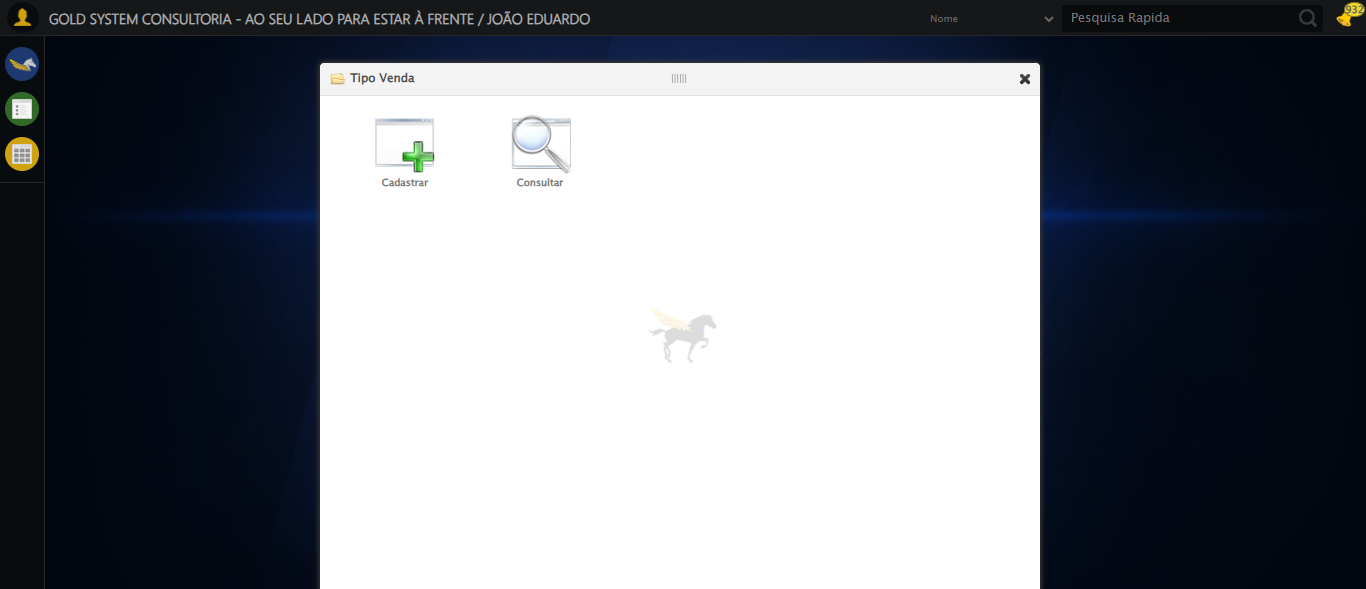 GOLD SYSTEM CONSULTORIA - AO SEU LADO PARA ESTAR À FRENTE / JOÃO EDUARDO
Nome
Pesquisa Rapida
932
Tipo Venda
Cadastrar
Consultar